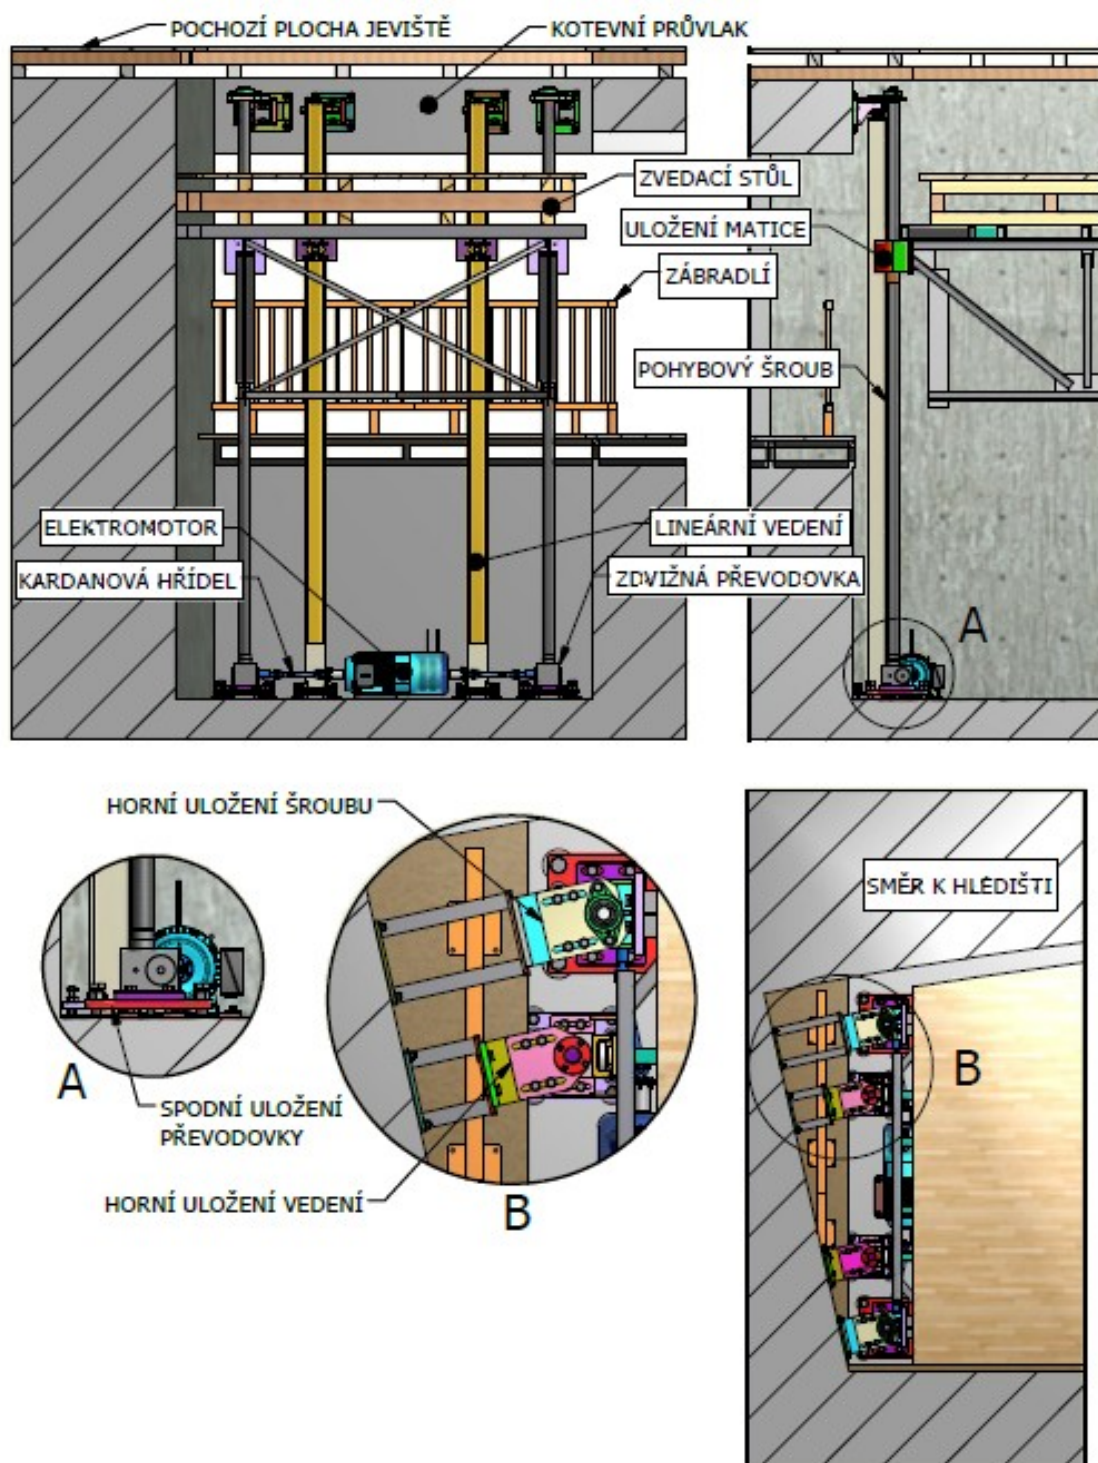 POCHOZÍ PLOCHA JEVIŠTĚ
KOTEVNÍ PRŮVLAK
ZVEDACÍ STŮL
ULOŽENÍ MATICE
ZÁBRADLÍ
POHYBOVÝ ŠROUB
ELEKTROMOTOR
LINEÁRNÍ VEDENÍ
KARDANOVÁ HŘÍDEL
ZDVIŽNÁ PŘEVODOVKA
A
HORNÍ ULOŽENÍ ŠROUBU
SMĚR K HLEDIŠTI
A
SPODNÍ ULOŽENÍ
PŘEVODOVKY
HORNÍ ULOŽENÍ VEDENÍ
B
B